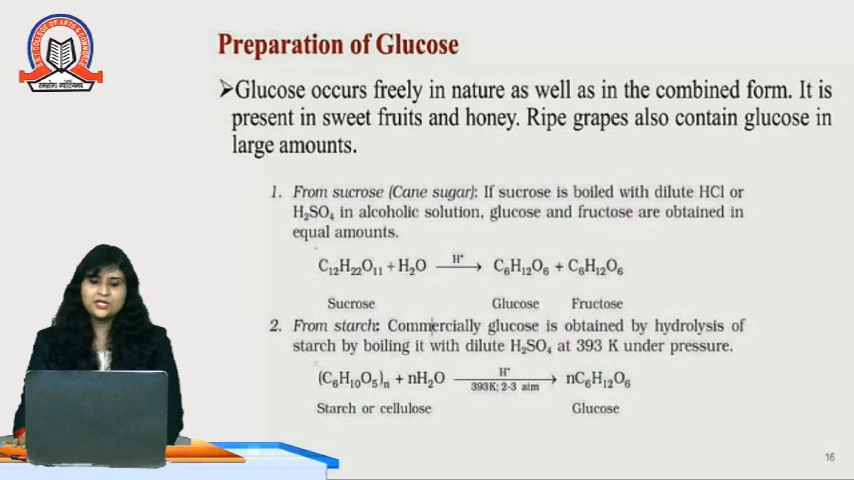 Preparation of Glucose
➢Glucose occurs freely in nature as well as in the combined form. It is
present in sweet fruits and honey. Ripe grapes also contain glucose in
large amounts.
1. From sucrose (Cane sugar): If sucrose is boiled with dilute HCl or
H₂SO₄ in alcoholic solution, glucose and fructose are obtained in
equal amounts.
C₁₂H₂₂O₁₁ + H₂O —H⁺→ C₆H₁₂O₆ + C₆H₁₂O₆
Sucrose Glucose Fructose
2. From starch: Commercially glucose is obtained by hydrolysis of
starch by boiling it with dilute H₂SO₄ at 393 K under pressure.
(C₆H₁₀O₅)ₙ + nH₂O —H⁺ 393K; 2-3 atm→ nC₆H₁₂O₆
Starch or cellulose Glucose
16